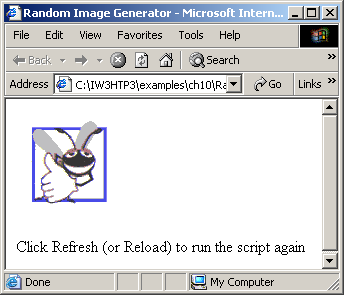 Random Image Generator - Microsoft Intern...
File Edit View Favorites Tools Help
Back Search
Address C:\IW3HTP3\examples\ch10\Ra Go Links »
Click Refresh (or Reload) to run the script again
Done My Computer